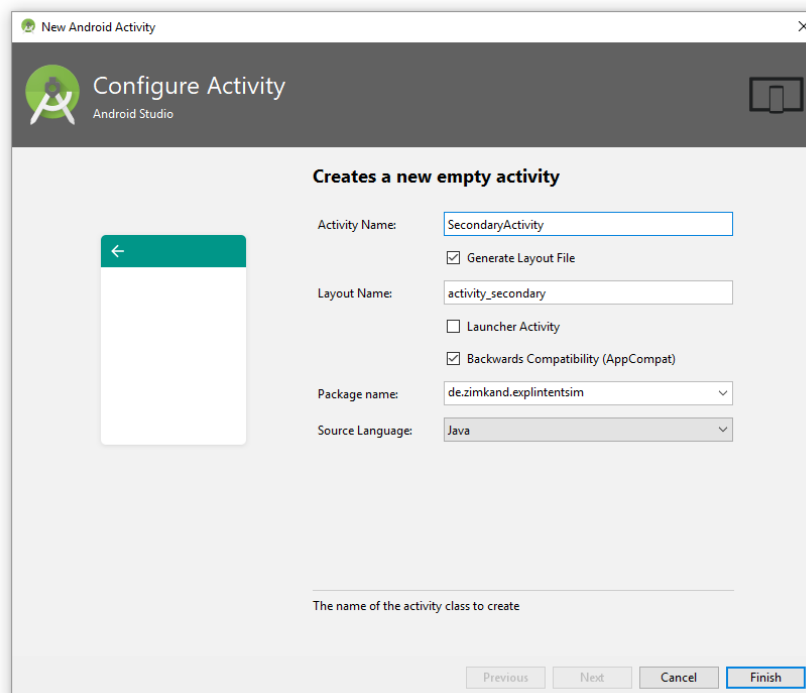 New Android Activity
Configure Activity
Android Studio
Creates a new empty activity
Activity Name:
SecondaryActivity
Generate Layout File
Layout Name:
activity_secondary
Launcher Activity
Backwards Compatibility (AppCompat)
Package name:
de.zimkand.explintentsim
Source Language:
Java
The name of the activity class to create
Previous
Next
Cancel
Finish